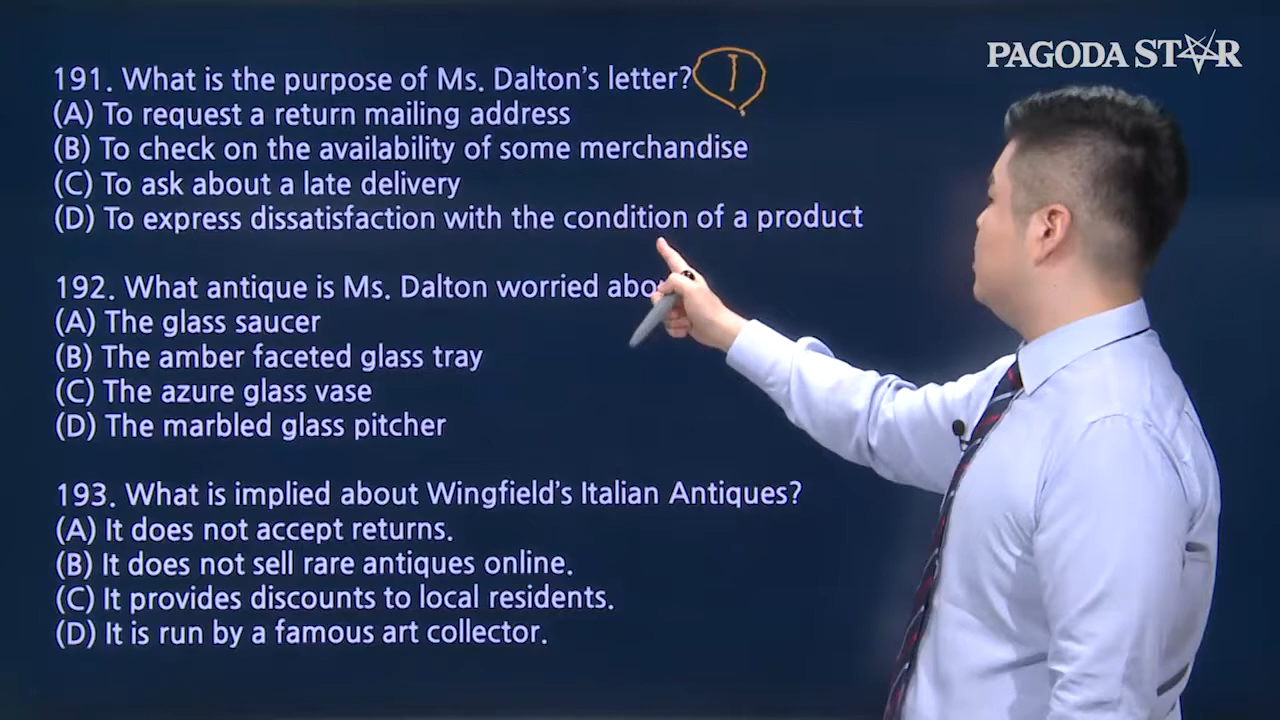 PAGODA STAR
191. What is the purpose of Ms. Dalton's letter? 1
(A) To request a return mailing address
(B) To check on the availability of some merchandise
(C) To ask about a late delivery
(D) To express dissatisfaction with the condition of a product
192. What antique is Ms. Dalton worried abo
(A) The glass saucer
(B) The amber faceted glass tray
(C) The azure glass vase
(D) The marbled glass pitcher
193. What is implied about Wingfield's Italian Antiques?
(A) It does not accept returns.
(B) It does not sell rare antiques online.
(C) It provides discounts to local residents.
(D) It is run by a famous art collector.